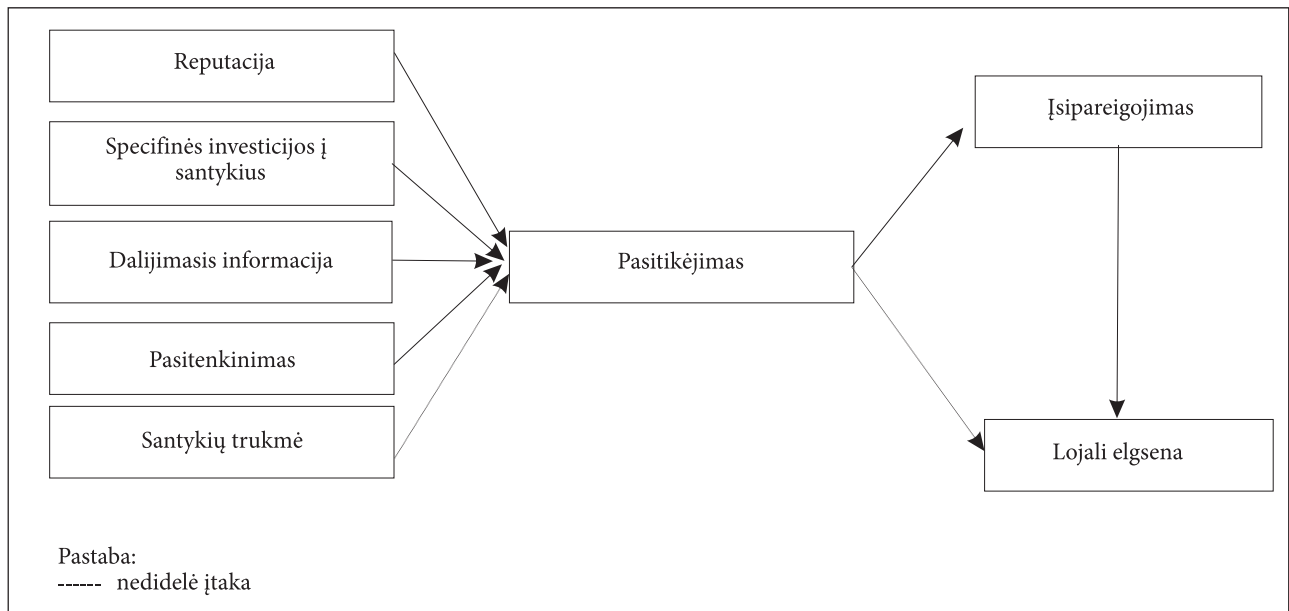 Reputacija
Specifinės investicijos į
santykius
Dalijimasis informacija
Pasitenkinimas
Santykių trukmė
Pasitikėjimas
Įsipareigojimas
Lojali elgsena
Pastaba:
------ nedidelė įtaka